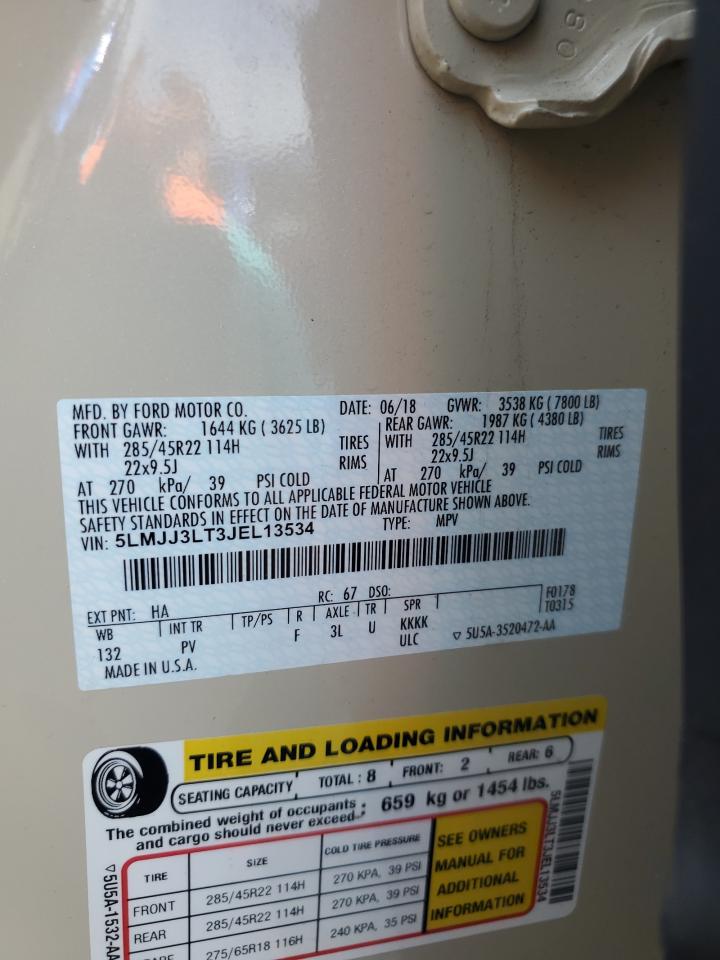 80
MFD. BY FORD MOTOR CO. DATE: 06/18 GVWR: 3538 KG ( 7800 LB)
FRONT GAWR: 1644 KG ( 3625 LB) REAR GAWR: 1987 KG ( 4380 LB)
WITH 285/45R22 114H TIRES WITH 285/45R22 114H TIRES
22x9.5J RIMS 22x9.5J RIMS
AT 270 kPa/ 39 PSI COLD AT 270 kPa/ 39 PSI COLD
THIS VEHICLE CONFORMS TO ALL APPLICABLE FEDERAL MOTOR VEHICLE
SAFETY STANDARDS IN EFFECT ON THE DATE OF MANUFACTURE SHOWN ABOVE.
VIN: 5LMJJ3LT3JEL13534 TYPE: MPV
EXT PNT: HA RC: 67 DSO: F0178
WB INT TR TP/PS R AXLE TR SPR T0315
132 PV F 3L U KKKK
ULC ▽ 5U5A-3520472-AA
MADE IN U.S.A.
TIRE AND LOADING INFORMATION
SEATING CAPACITY TOTAL : 8 FRONT: 2 REAR: 6
The combined weight of occupants
and cargo should never exceed : 659 kg or 1454 lbs.
TIRE SIZE COLD TIRE PRESSURE
FRONT 285/45R22 114H 270 KPA, 39 PSI
REAR 285/45R22 114H 270 KPA, 39 PSI
275/65R18 116H 240 KPA, 35 PSI
SEE OWNERS
MANUAL FOR
ADDITIONAL
INFORMATION
▽5U5A-1532-AA
5LMJJ3LT3JEL13534